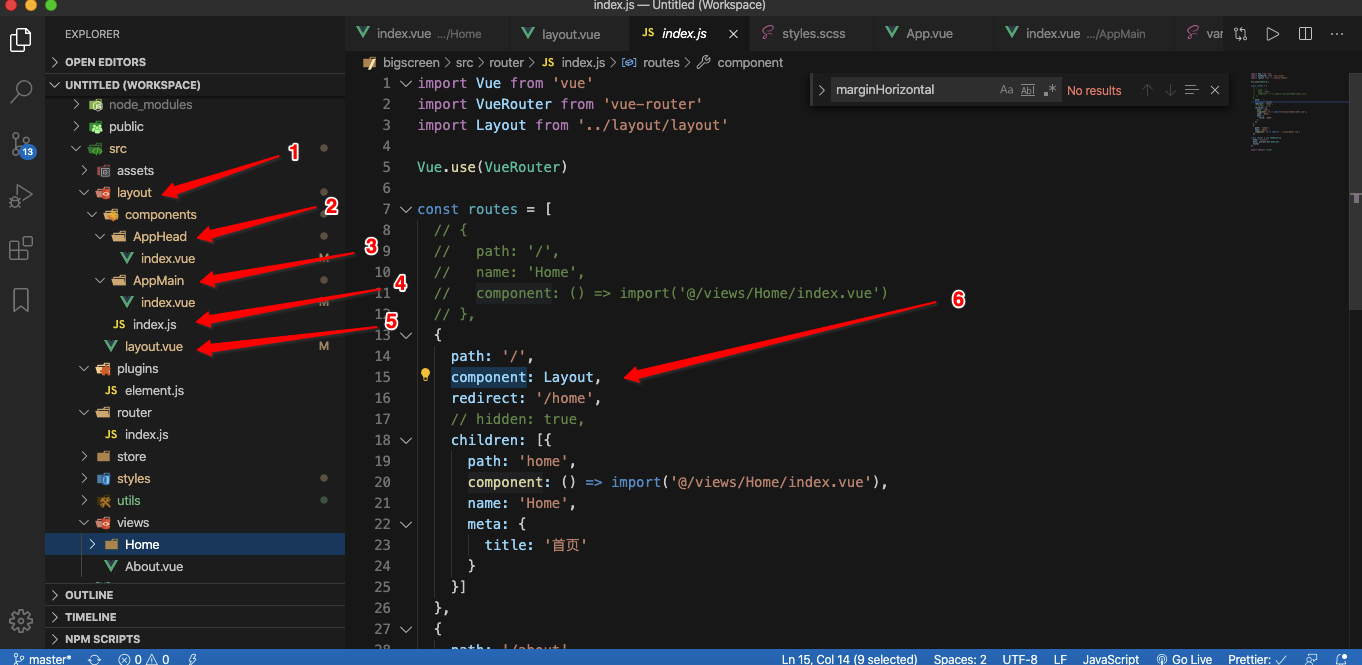 index.js — Untitled (Workspace)
EXPLORER
OPEN EDITORS
UNTITLED (WORKSPACE)
node_modules
public
src
assets
layout
components
AppHead
index.vue M
AppMain
index.vue M
index.js
layout.vue M
plugins
JS element.js
router
JS index.js
store
styles
utils
views
Home
About.vue
OUTLINE
TIMELINE
NPM SCRIPTS
13
1
2
3
4
5
6
index.vue .../Home
layout.vue
JS index.js
styles.scss
App.vue
index.vue .../AppMain
var
bigscreen > src > router > JS index.js > routes > component
marginHorizontal Aa Abl .* No results
1 import Vue from 'vue'
2 import VueRouter from 'vue-router'
3 import Layout from '../layout/layout'
4
5 Vue.use(VueRouter)
6
7 const routes = [
8 // {
9 // path: '/',
10 // name: 'Home',
11 // component: () => import('@/views/Home/index.vue')
12 // },
13 {
14 path: '/',
15 component: Layout,
16 redirect: '/home',
17 // hidden: true,
18 children: [{
19 path: 'home',
20 component: () => import('@/views/Home/index.vue'),
21 name: 'Home',
22 meta: {
23 title: '首页'
24 }
25 }]
26 },
27 {
28 path: '/about',
master* 0 0 Ln 15, Col 14 (9 selected) Spaces: 2 UTF-8 LF JavaScript Go Live Prettier: ✓